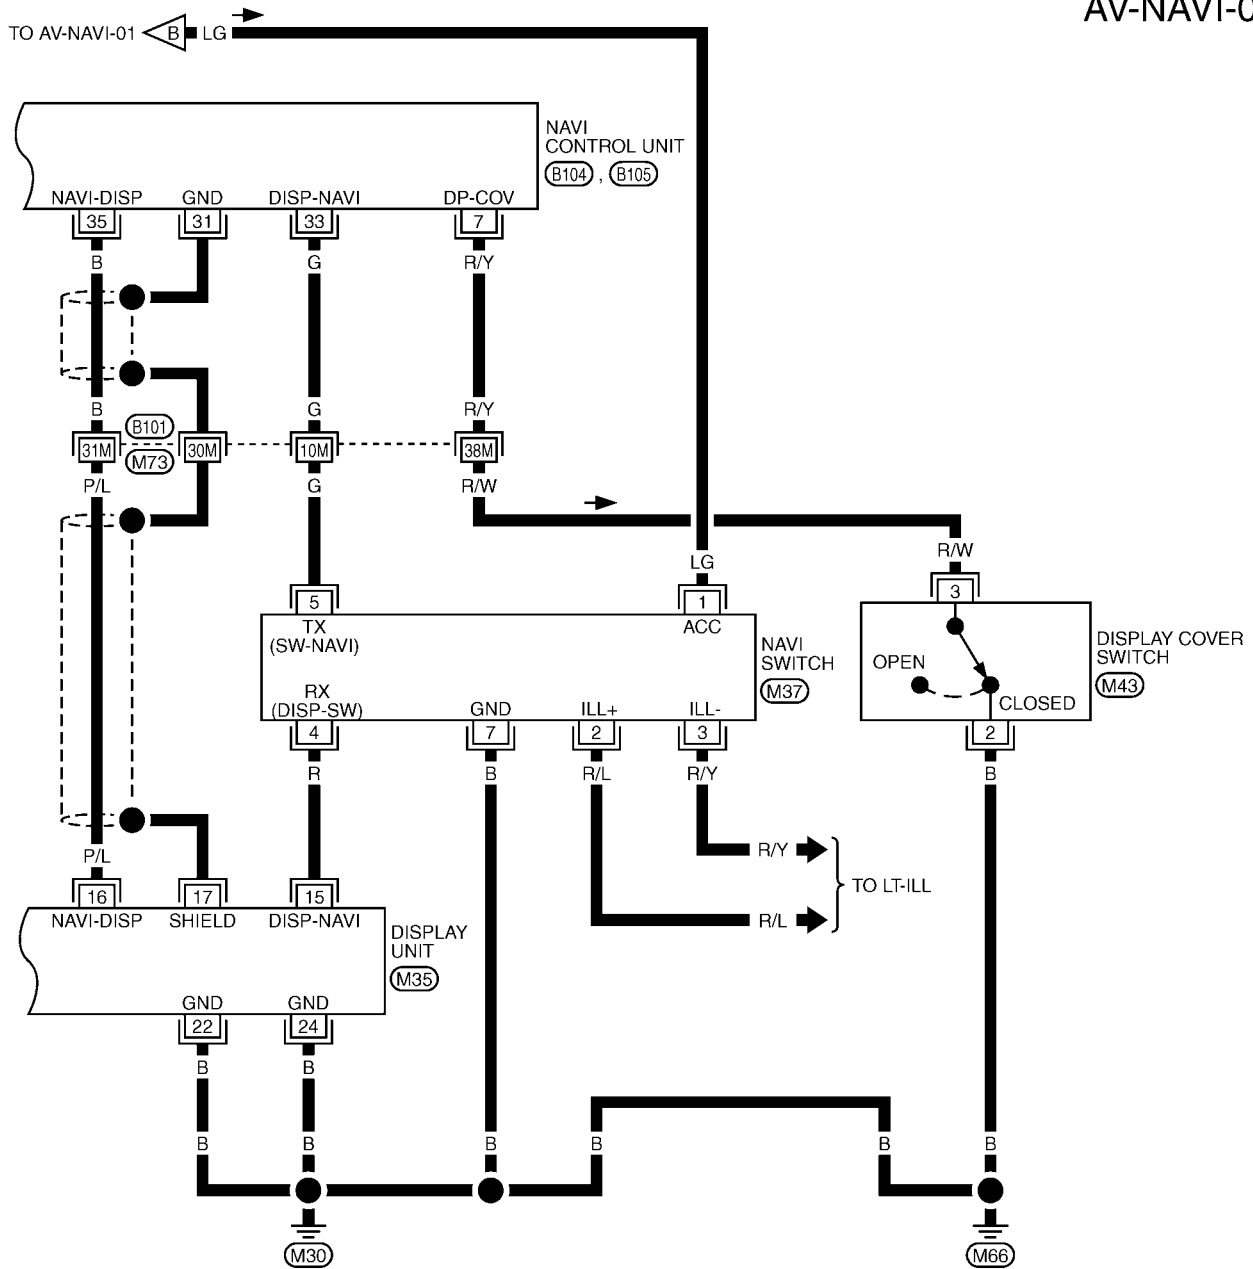 AV-NAVI-0
TO AV-NAVI-01 B LG
NAVI
CONTROL UNIT
B104 , B105
NAVI-DISP GND DISP-NAVI DP-COV
35 31 33 7
B G R/Y
B G R/Y
B101
31M 30M 10M 38M
M73
P/L G R/W
R/W
LG
3
5 1
TX ACC
(SW-NAVI)
NAVI
SWITCH
M37
DISPLAY COVER
SWITCH
M43
OPEN
CLOSED
RX
(DISP-SW) GND ILL+ ILL-
4 7 2 3 2
R B R/L R/Y B
R/Y
TO LT-ILL
R/L
P/L
16 17 15
NAVI-DISP SHIELD DISP-NAVI
DISPLAY
UNIT
M35
GND GND
22 24
B B
B B B B B B
M30 M66